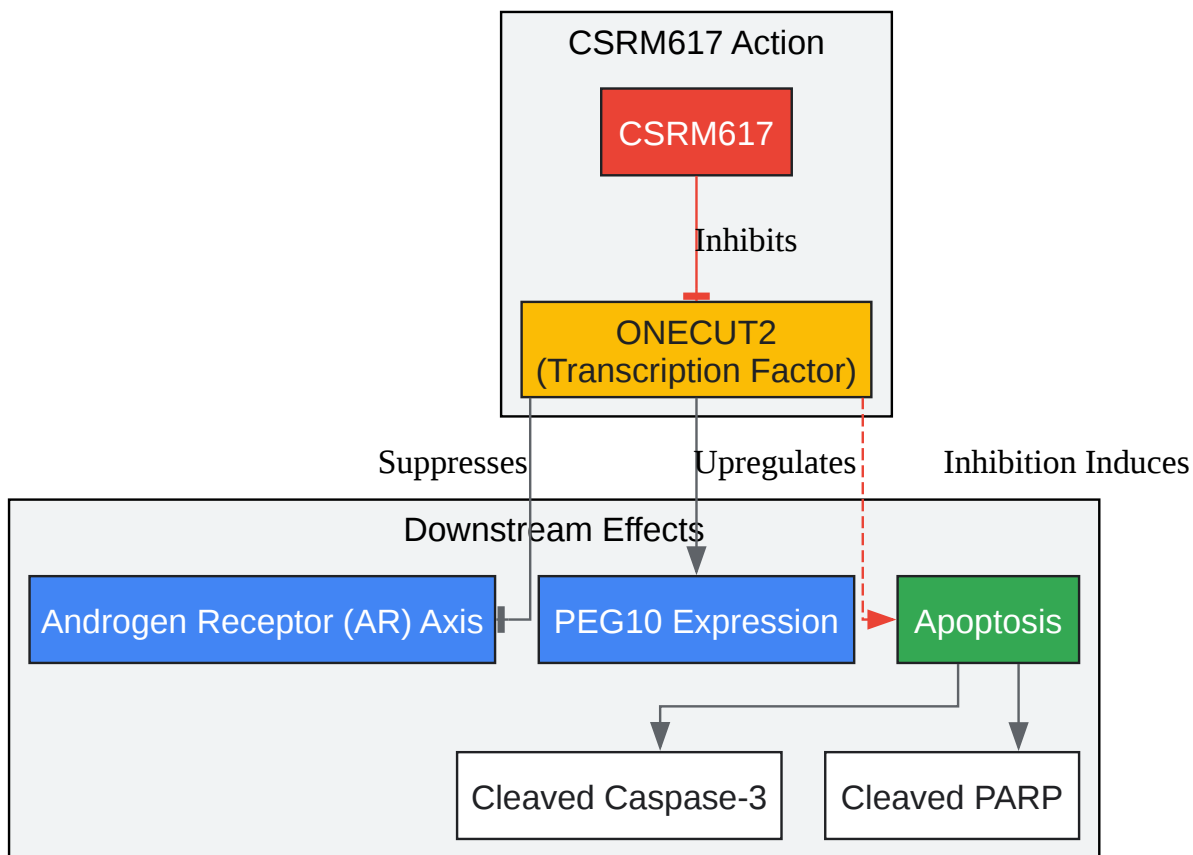 CSRM617 Action
CSRM617
Inhibits
ONECUT2
(Transcription Factor)
Suppresses
Upregulates
Inhibition Induces
Downstream Effects
Androgen Receptor (AR) Axis
PEG10 Expression
Apoptosis
Cleaved Caspase-3
Cleaved PARP